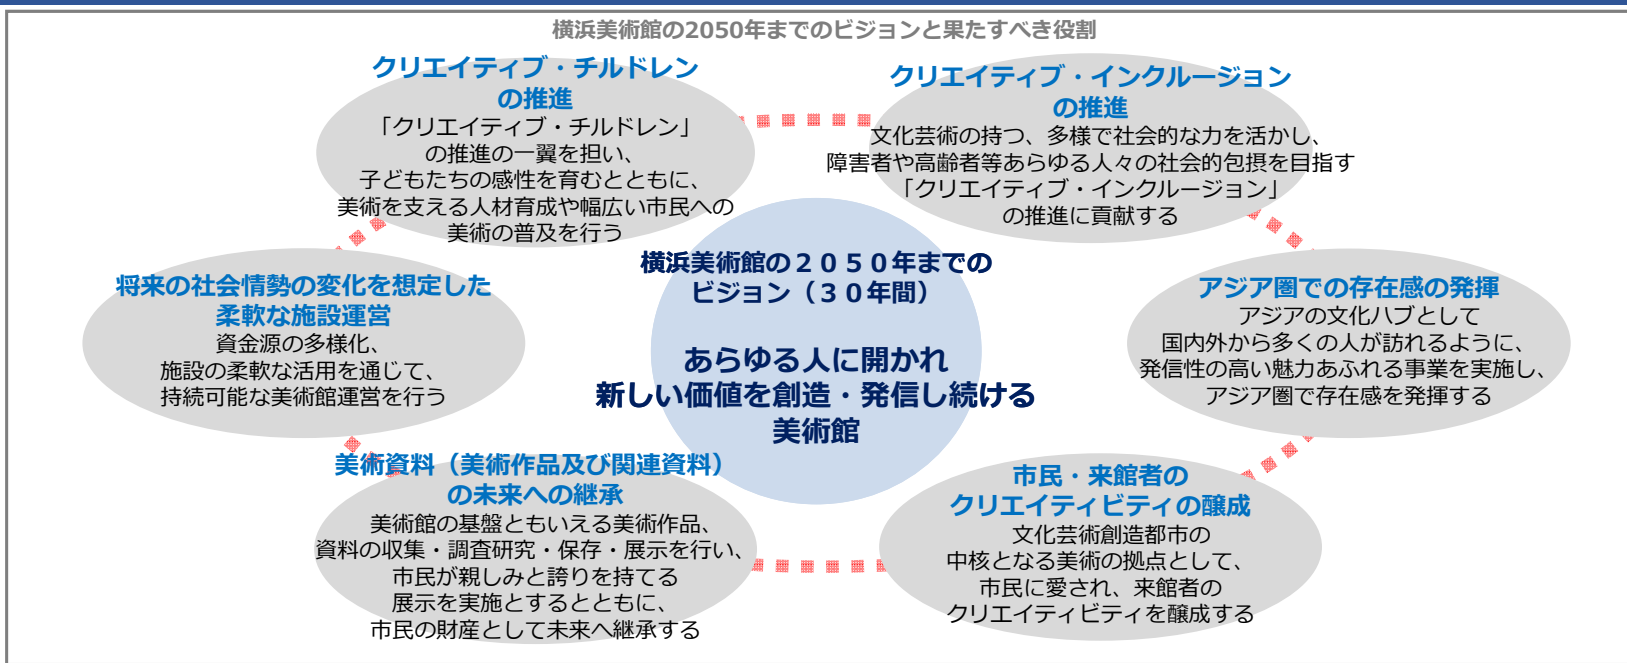 横浜美術館の2050年までのビジョンと果たすべき役割
クリエイティブ・チルドレン
の推進
「クリエイティブ・チルドレン」
の推進の一翼を担い、
子どもたちの感性を育むとともに、
美術を支える人材育成や幅広い市民への
美術の普及を行う
クリエイティブ・インクルージョン
の推進
文化芸術の持つ、多様で社会的な力を活かし、
障害者や高齢者等あらゆる人々の社会的包摂を目指す
「クリエイティブ・インクルージョン」
の推進に貢献する
将来の社会情勢の変化を想定した
柔軟な施設運営
資金源の多様化、
施設の柔軟な活用を通じて、
持続可能な美術館運営を行う
横浜美術館の２０５０年までの
ビジョン（３０年間）
あらゆる人に開かれ
新しい価値を創造・発信し続ける
美術館
アジア圏での存在感の発揮
アジアの文化ハブとして
国内外から多くの人が訪れるように、
発信性の高い魅力あふれる事業を実施し、
アジア圏で存在感を発揮する
美術資料（美術作品及び関連資料）
の未来への継承
美術館の基盤ともいえる美術作品、
資料の収集・調査研究・保存・展示を行い、
市民が親しみと誇りを持てる
展示を実施とするとともに、
市民の財産として未来へ継承する
市民・来館者の
クリエイティビティの醸成
文化芸術創造都市の
中核となる美術の拠点として、
市民に愛され、来館者の
クリエイティビティを醸成する